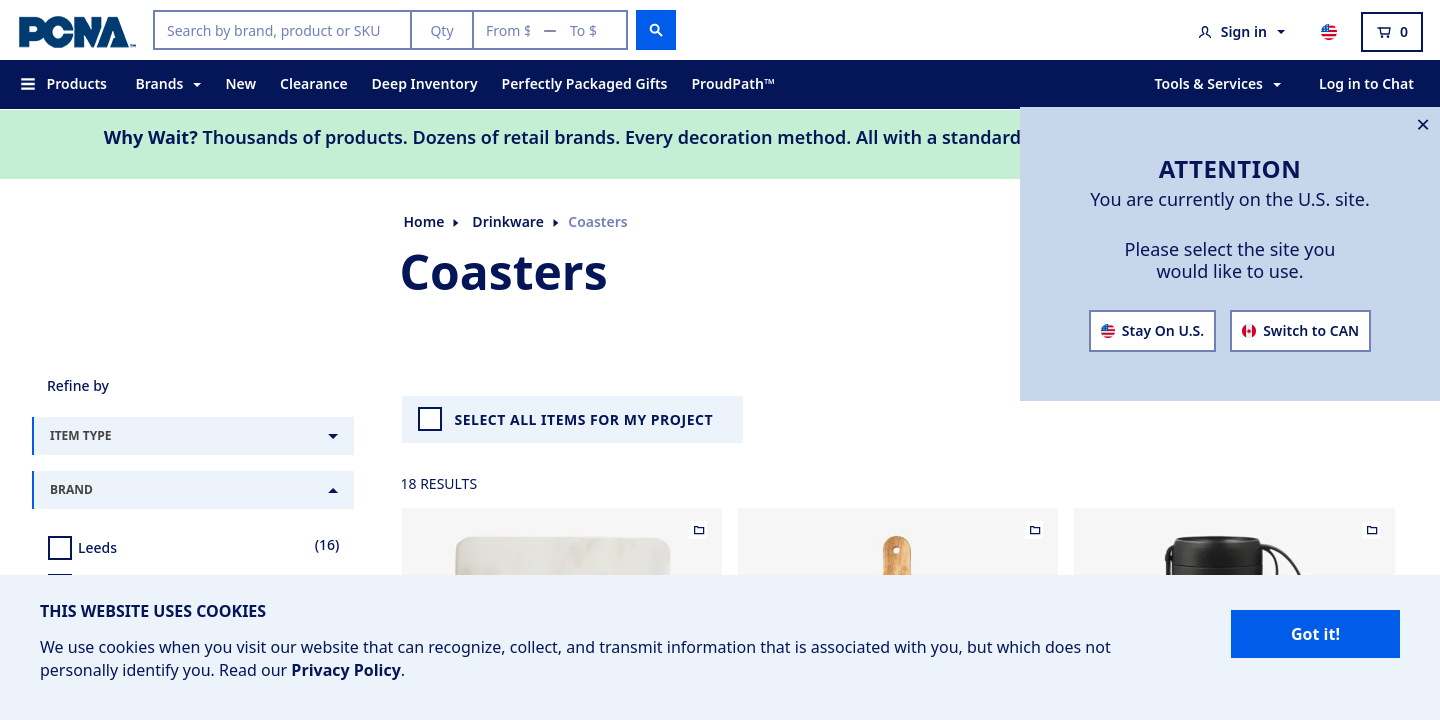 PCNA™
Search by brand, product or SKU
Qty
From $ — To $
Sign in
0
Products
Brands
New
Clearance
Deep Inventory
Perfectly Packaged Gifts
ProudPath™
Tools & Services
Log in to Chat
Why Wait? Thousands of products. Dozens of retail brands. Every decoration method. All with a standard
×
ATTENTION
You are currently on the U.S. site.
Please select the site you
would like to use.
Stay On U.S.
Switch to CAN
Home
Drinkware
Coasters
Coasters
Refine by
ITEM TYPE
BRAND
Leeds
(16)
SELECT ALL ITEMS FOR MY PROJECT
18 RESULTS
THIS WEBSITE USES COOKIES
We use cookies when you visit our website that can recognize, collect, and transmit information that is associated with you, but which does not
personally identify you. Read our Privacy Policy.
Got it!